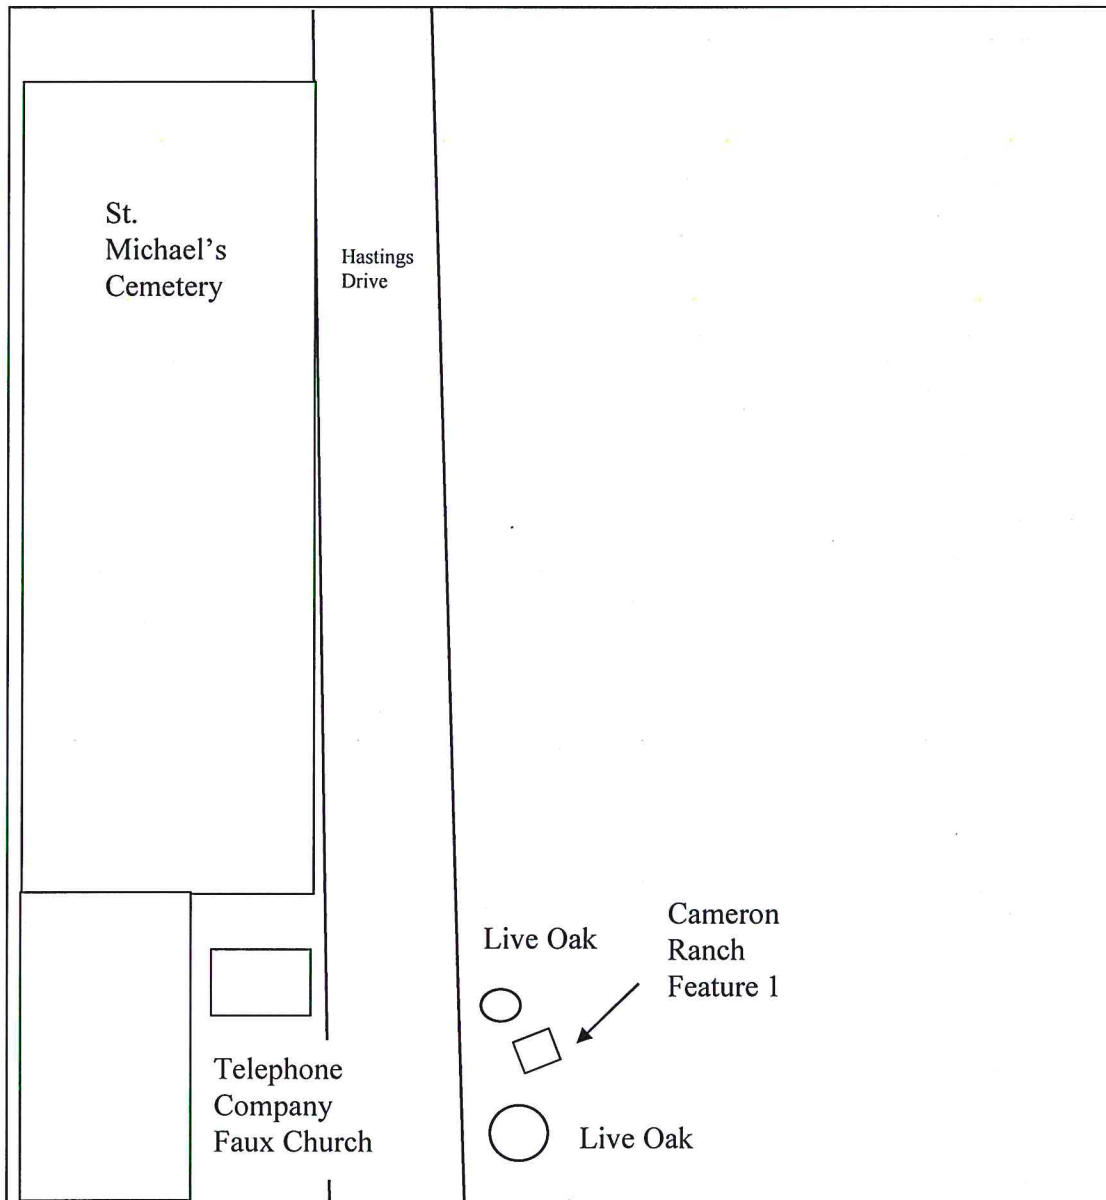 St.
Michael's
Cemetery
Hastings
Drive
Live Oak
Cameron
Ranch
Feature 1
Telephone
Company
Faux Church
Live Oak